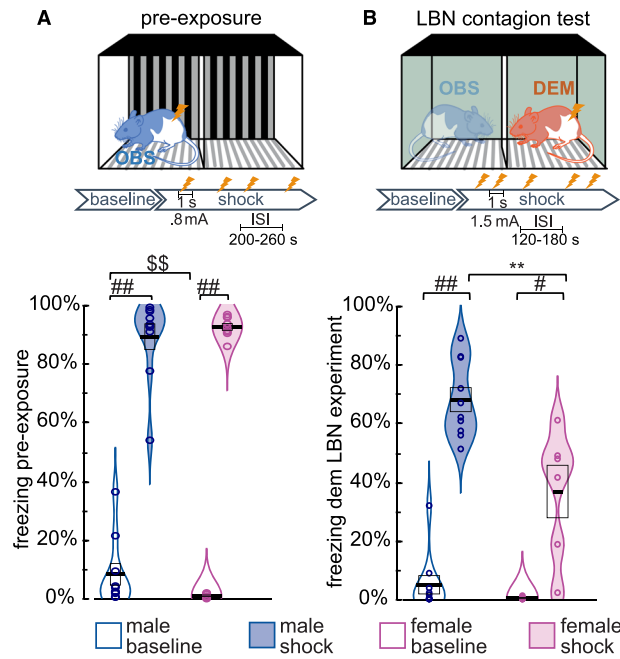 A
pre-exposure
OBS
baseline
shock
1 s
.8mA
ISI
200-260 s
$$
##
##
100%
80%
60%
40%
20%
0%
freezing pre-exposure
B
LBN contagion test
OBS
DEM
baseline
shock
1 s
1.5 mA
ISI
120-180 s
**
##
#
100%
80%
60%
40%
20%
0%
freezing dem LBN experiment
male
baseline
male
shock
female
baseline
female
shock